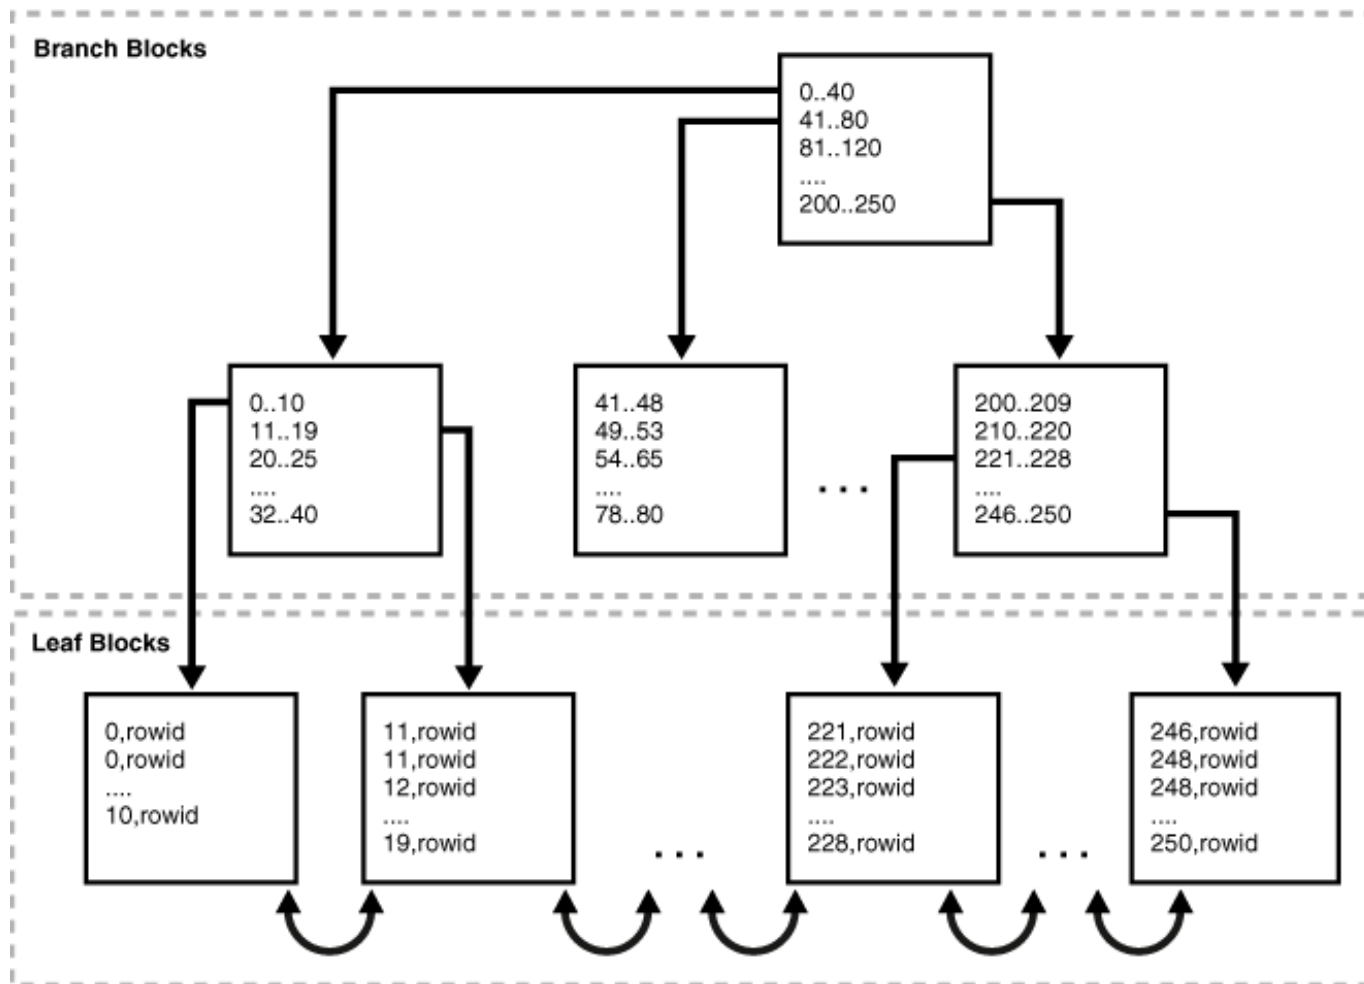 Branch Blocks
0..40
41..80
81..120
....
200..250
0..10
11..19
20..25
....
32..40
41..48
49..53
54..65
....
78..80
...
200..209
210..220
221..228
....
246..250
Leaf Blocks
0,rowid
0,rowid
....
10,rowid
11,rowid
11,rowid
12,rowid
....
19,rowid
...
221,rowid
222,rowid
223,rowid
....
228,rowid
...
246,rowid
248,rowid
248,rowid
....
250,rowid